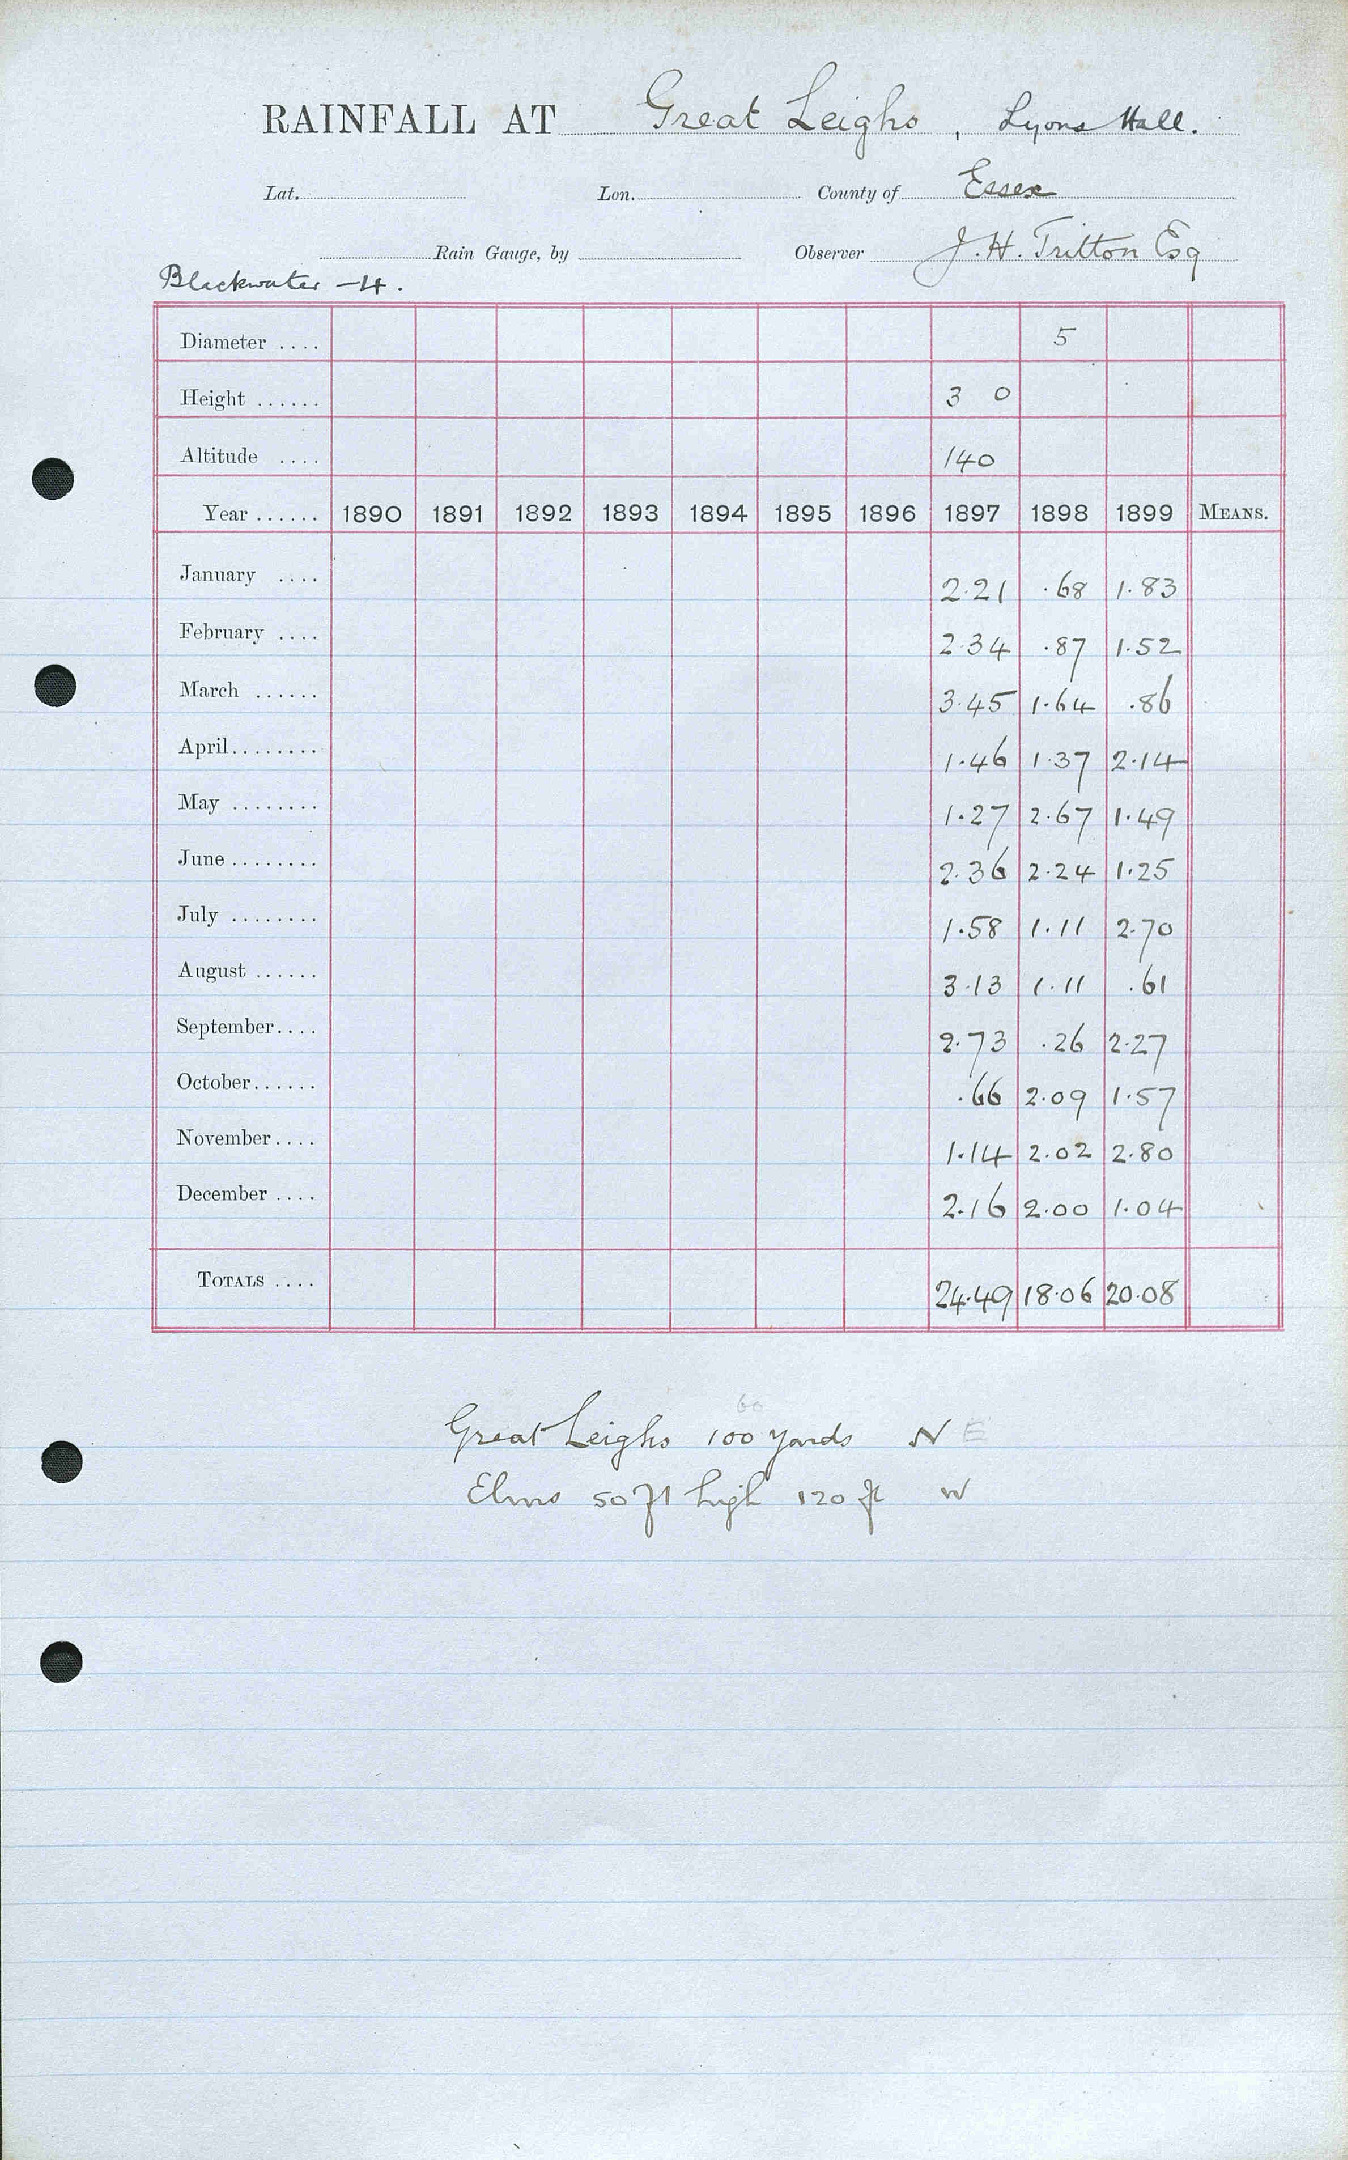 RAINFALL AT Great Leighs, Lyons Hall.
Lat. Lon. County of Essex
Rain Gauge, by Observer J. H. Tritton Esq
Blackwater – 4.
Diameter .... 5
Height ...... 3 0
Altitude .... 140
Year ...... 1890 1891 1892 1893 1894 1895 1896 1897 1898 1899 MEANS.
January .... 2.21 .68 1.83
February .... 2.34 .87 1.52
March ...... 3.45 1.64 .86
April........ 1.46 1.37 2.14
May ........ 1.27 2.67 1.49
June ........ 2.36 2.24 1.25
July ........ 1.58 1.11 2.70
August ...... 3.13 1.11 .61
September.... 2.73 .26 2.27
October...... .66 2.09 1.57
November.... 1.14 2.02 2.80
December .... 2.16 2.00 1.04
TOTALS .... 24.49 18.06 20.08
60
Great Leighs 100 yards N E
Elms 50 ft high 120 ft W